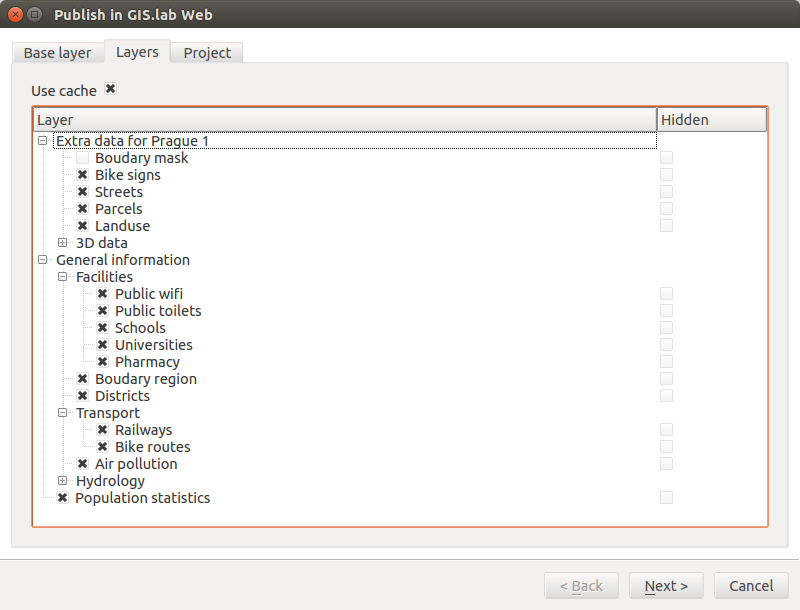 Publish in GIS.lab Web
Base layer Layers Project
Use cache
Layer Hidden
Extra data for Prague 1
Boudary mask
Bike signs
Streets
Parcels
Landuse
3D data
General information
Facilities
Public wifi
Public toilets
Schools
Universities
Pharmacy
Boudary region
Districts
Transport
Railways
Bike routes
Air pollution
Hydrology
Population statistics
< Back Next > Cancel